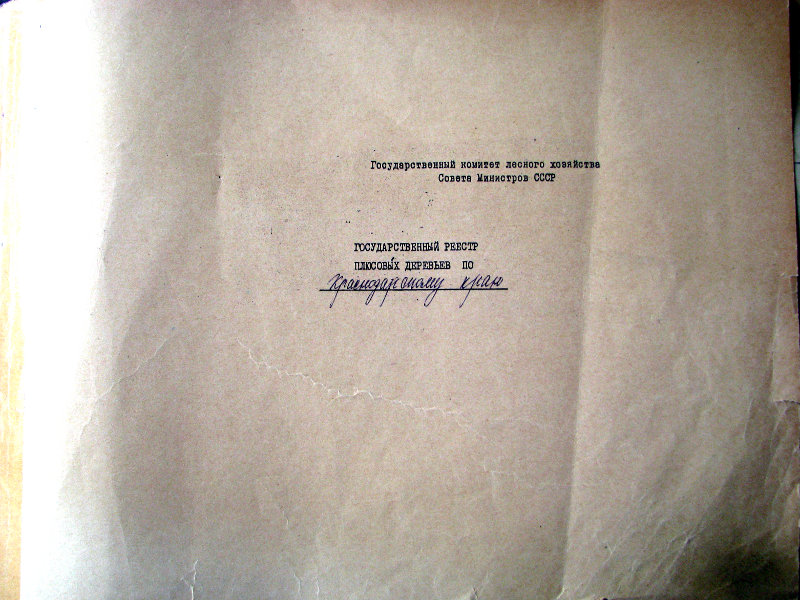 Государственный комитет лесного хозяйства
Совета Министров СССР
ГОСУДАРСТВЕННЫЙ РЕЕСТР
ПЛЮСОВЫХ ДЕРЕВЬЕВ ПО
Краснодарскому краю